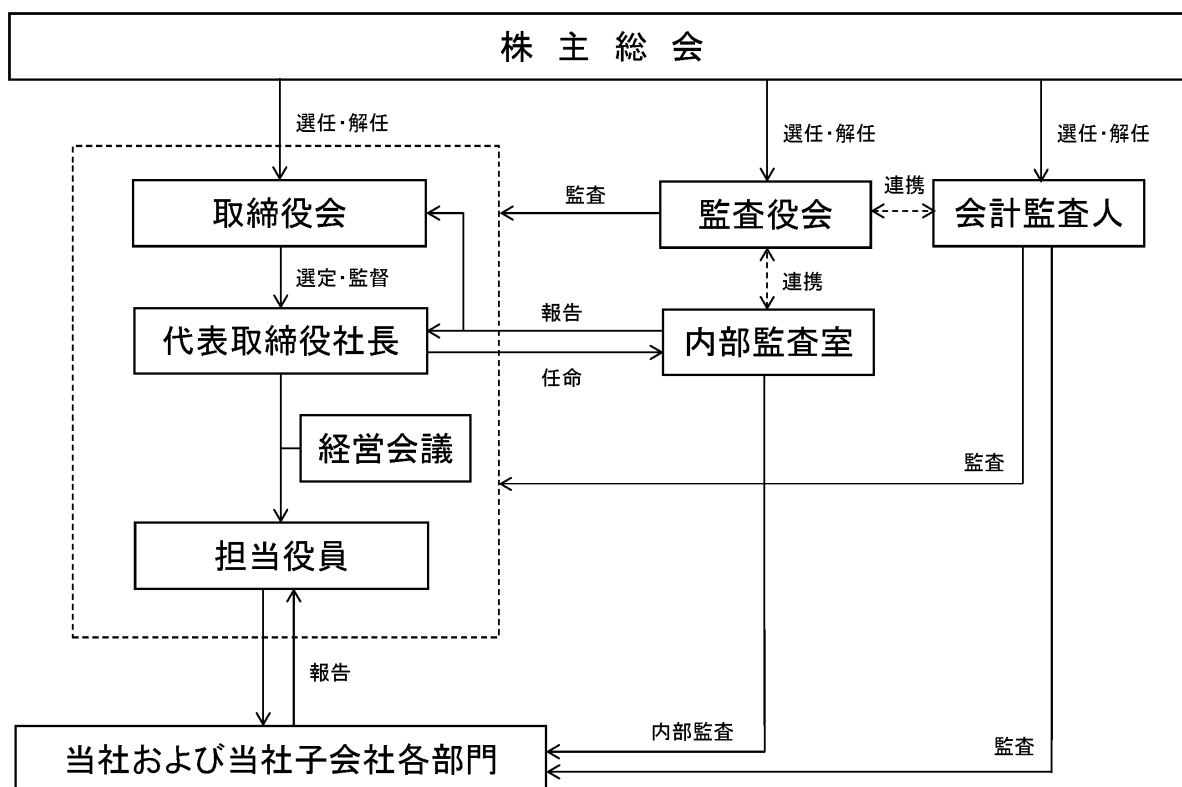 株主総会
選任・解任
選任・解任
選任・解任
取締役会
監査
監査役会
連携
会計監査人
選定・監督
連携
代表取締役社長
報告
内部監査室
任命
経営会議
監査
担当役員
報告
内部監査
監査
当社および当社子会社各部門